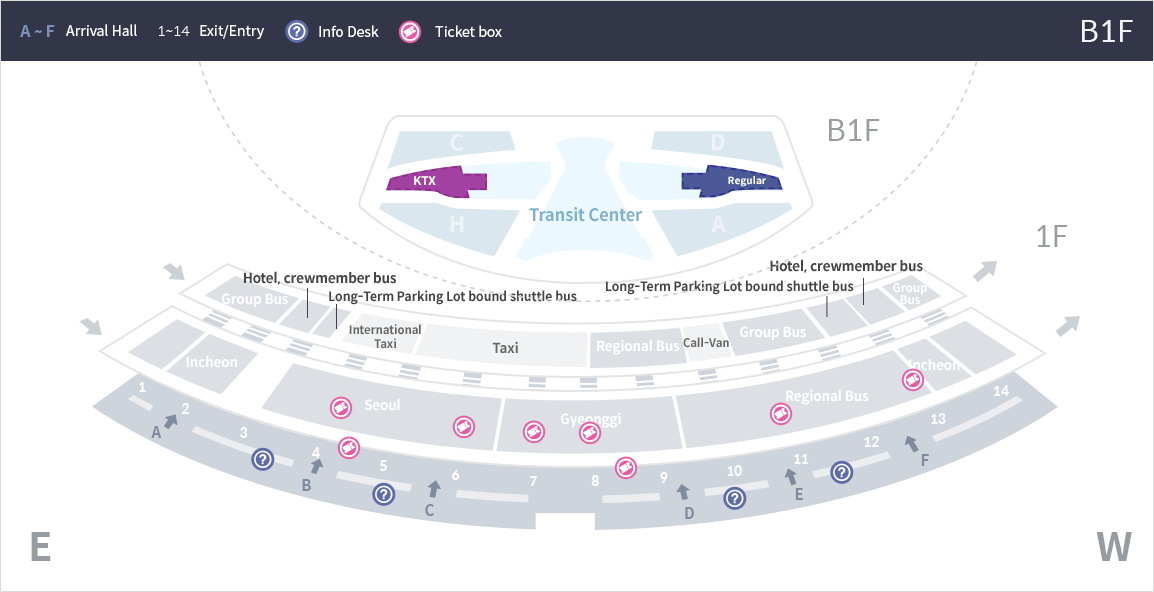 A ~ F Arrival Hall 1~14 Exit/Entry Info Desk Ticket box B1F
B1F
C D
KTX Regular
Transit Center
H A
1F
Hotel, crewmember bus
Hotel, crewmember bus
Long-Term Parking Lot bound shuttle bus
Long-Term Parking Lot bound shuttle bus
Group Bus
Group
Bus
International
Taxi
Taxi
Regional Bus
Call-Van
Group Bus
Incheon
Incheon
Seoul
Gyeonggi
Regional Bus
1 2 3 4 5 6 7 8 9 10 11 12 13 14
A B C D E F
E W